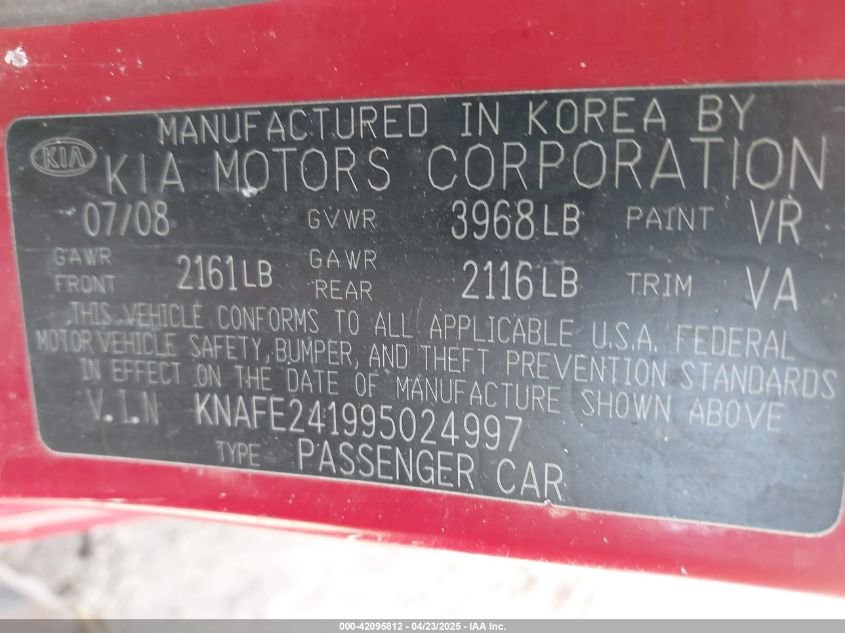 MANUFACTURED IN KOREA BY
KIA KIA MOTORS CORPORATION
07/08 GVWR 3968LB PAINT VR
GAWR FRONT 2161LB GAWR REAR 2116LB TRIM VA
THIS VEHICLE CONFORMS TO ALL APPLICABLE U.S.A. FEDERAL
MOTOR VEHICLE SAFETY, BUMPER, AND THEFT PREVENTION STANDARDS
IN EFFECT ON THE DATE OF MANUFACTURE SHOWN ABOVE
V.I.N KNAFE241995024997
TYPE PASSENGER CAR
000-42095812 - 04/23/2025 - IAA Inc.